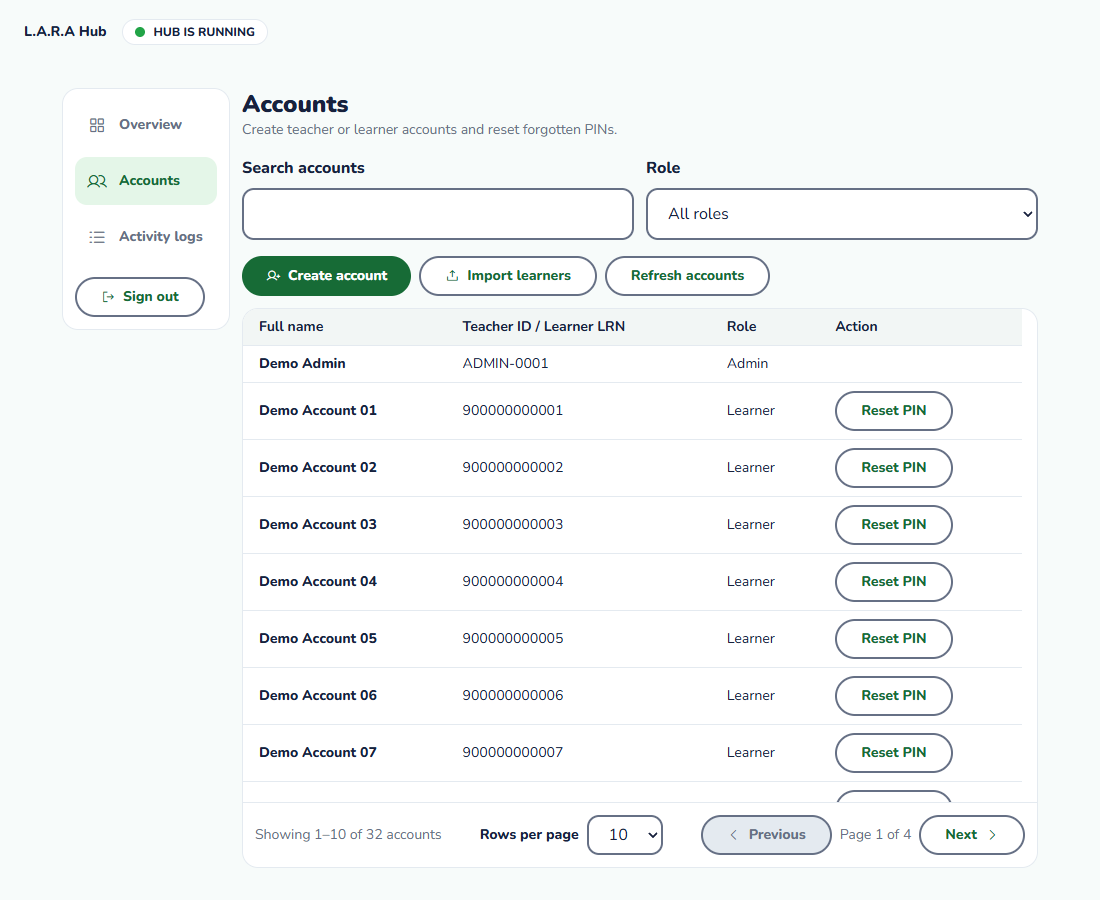 L.A.R.A Hub
HUB IS RUNNING
Overview
Accounts
Activity logs
Sign out
Accounts
Create teacher or learner accounts and reset forgotten PINs.
Search accounts
Role
All roles
Create account
Import learners
Refresh accounts
Full name Teacher ID / Learner LRN Role Action
Demo Admin ADMIN-0001 Admin
Demo Account 01 900000000001 Learner Reset PIN
Demo Account 02 900000000002 Learner Reset PIN
Demo Account 03 900000000003 Learner Reset PIN
Demo Account 04 900000000004 Learner Reset PIN
Demo Account 05 900000000005 Learner Reset PIN
Demo Account 06 900000000006 Learner Reset PIN
Demo Account 07 900000000007 Learner Reset PIN
Showing 1–10 of 32 accounts Rows per page 10 Previous Page 1 of 4 Next